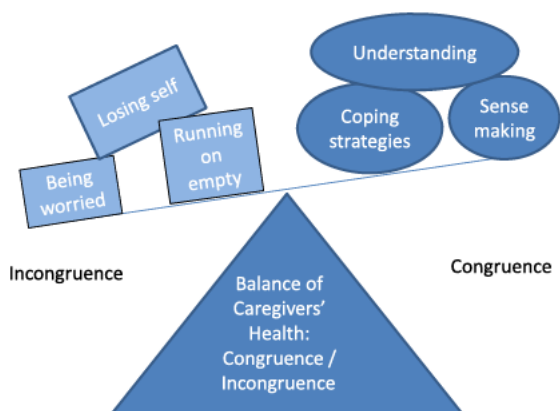 Understanding
Losing self
Coping
strategies
Sense
making
Running
on
empty
Being
worried
Incongruence
Congruence
Balance of
Caregivers’
Health:
Congruence /
Incongruence